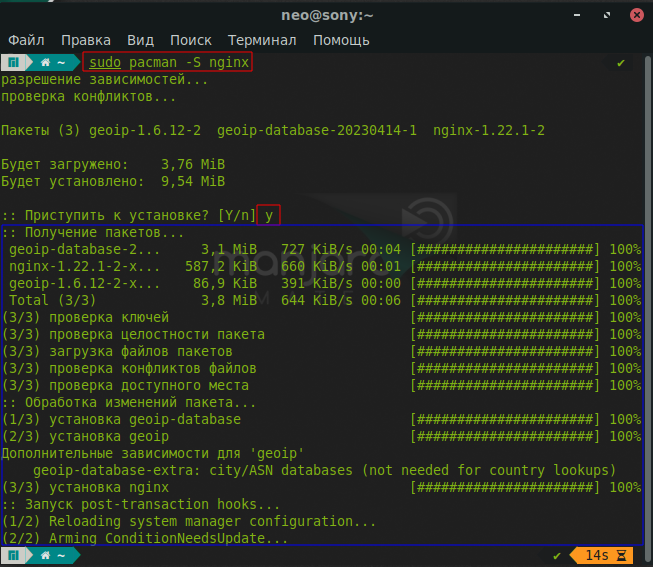 neo@sony:~
Файл Правка Вид Поиск Терминал Помощь
~ sudo pacman -S nginx ✔
разрешение зависимостей...
проверка конфликтов...
Пакеты (3) geoip-1.6.12-2 geoip-database-20230414-1 nginx-1.22.1-2
Будет загружено: 3,76 MiB
Будет установлено: 9,54 MiB
:: Приступить к установке? [Y/n] y
:: Получение пакетов...
geoip-database-2... 3,1 MiB 727 KiB/s 00:04 [######################] 100%
nginx-1.22.1-2-x... 587,2 KiB 660 KiB/s 00:01 [######################] 100%
geoip-1.6.12-2-x... 86,9 KiB 391 KiB/s 00:00 [######################] 100%
Total (3/3) 3,8 MiB 644 KiB/s 00:06 [######################] 100%
(3/3) проверка ключей [######################] 100%
(3/3) проверка целостности пакета [######################] 100%
(3/3) загрузка файлов пакетов [######################] 100%
(3/3) проверка конфликтов файлов [######################] 100%
(3/3) проверка доступного места [######################] 100%
:: Обработка изменений пакета...
(1/3) установка geoip-database [######################] 100%
(2/3) установка geoip [######################] 100%
Дополнительные зависимости для 'geoip'
geoip-database-extra: city/ASN databases (not needed for country lookups)
(3/3) установка nginx [######################] 100%
:: Запуск post-transaction hooks...
(1/2) Reloading system manager configuration...
(2/2) Arming ConditionNeedsUpdate...
~ ✔ 14s